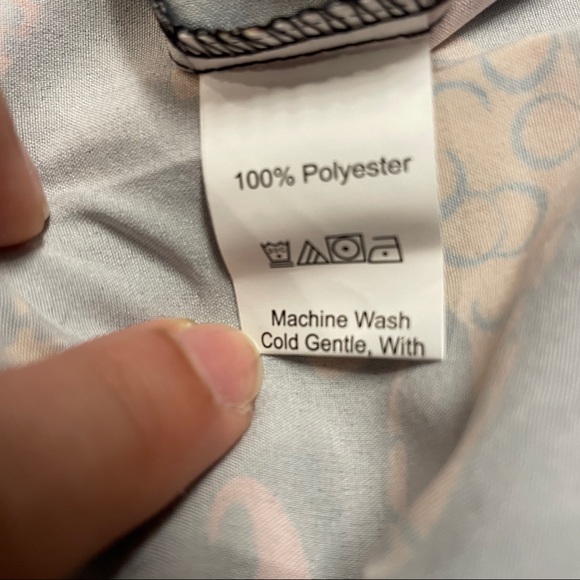 100% Polyester
Machine Wash
Cold Gentle, With